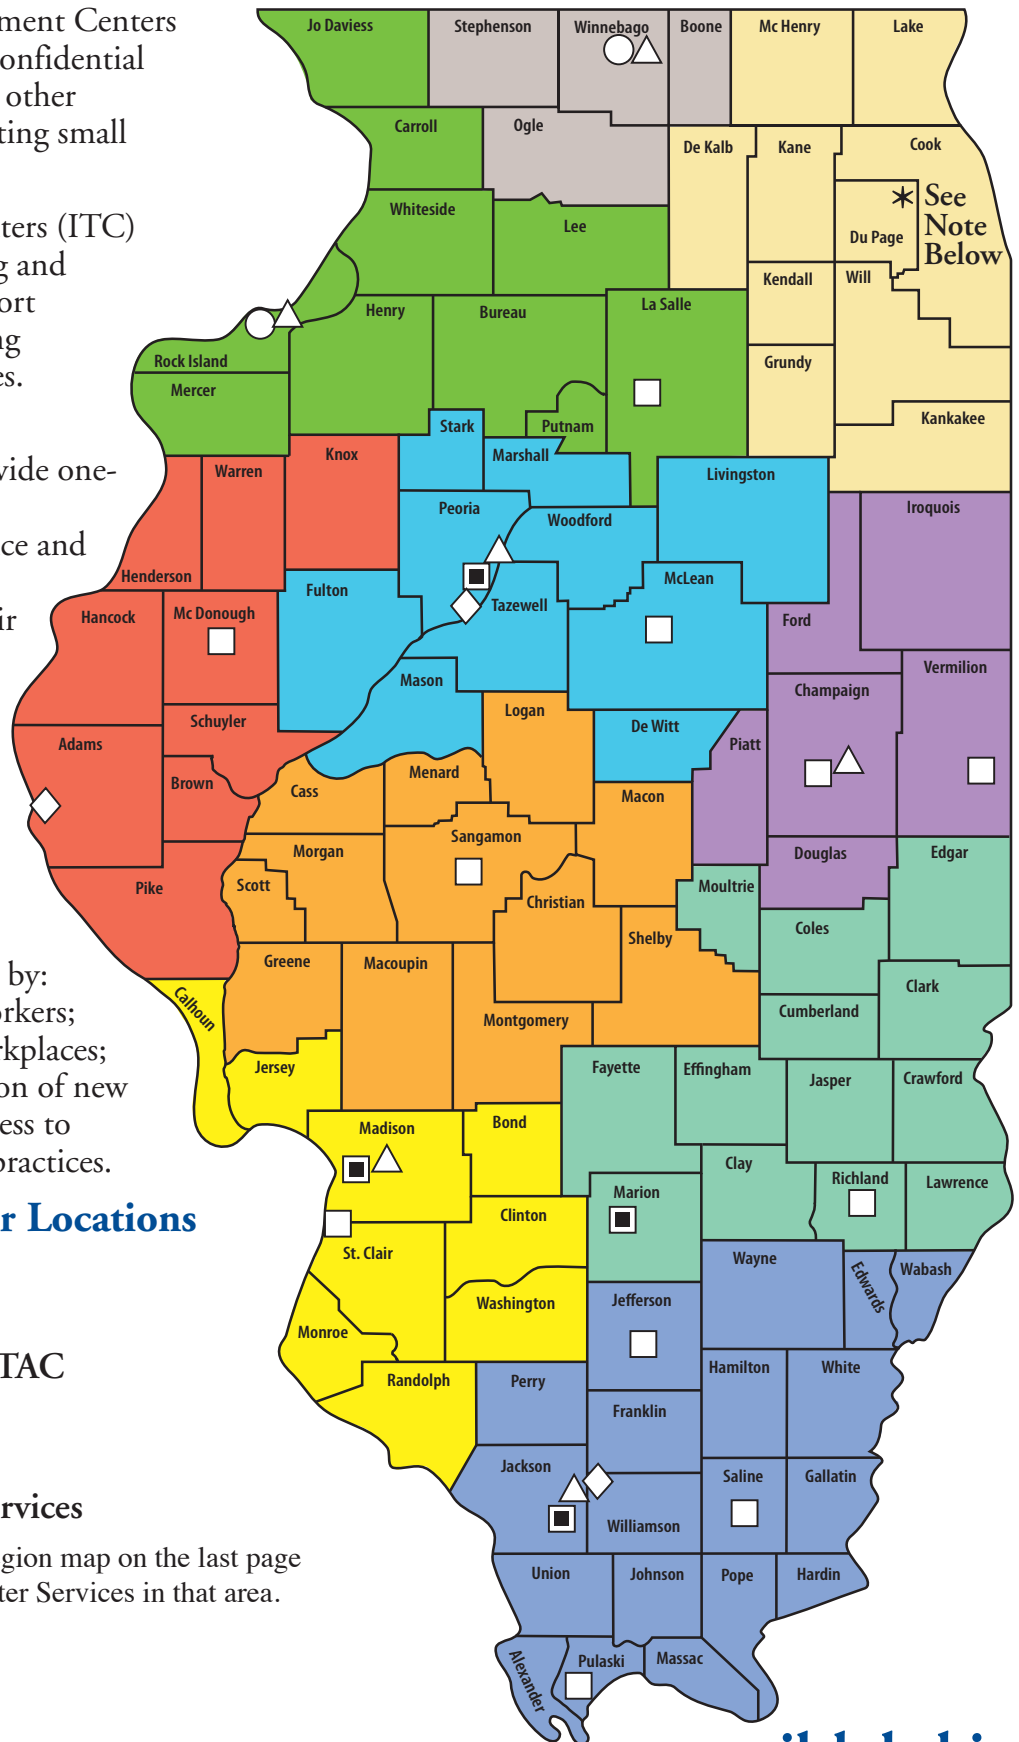 ment Centers
onfidential
other
ting small
ters (ITC)
g and
ort
ng
es.
vide one-
ce and
ir
by:
orkers;
rkplaces;
on of new
ess to
practices.
r Locations
TAC
rvices
gion map on the last page
ter Services in that area.
Jo Daviess
Stephenson
Winnebago
Boone
Mc Henry
Lake
Carroll
Ogle
De Kalb
Kane
Cook
Whiteside
Lee
Du Page
See
Note
Below
Kendall
Will
Rock Island
Henry
Bureau
La Salle
Mercer
Putnam
Grundy
Kankakee
Stark
Marshall
Knox
Warren
Henderson
Peoria
Woodford
Livingston
Iroquois
Hancock
Mc Donough
Fulton
Tazewell
McLean
Ford
Vermilion
Adams
Schuyler
Mason
Logan
De Witt
Piatt
Champaign
Brown
Cass
Menard
Macon
Pike
Scott
Morgan
Sangamon
Christian
Moultrie
Douglas
Edgar
Coles
Shelby
Greene
Macoupin
Montgomery
Cumberland
Clark
Calhoun
Jersey
Fayette
Effingham
Jasper
Crawford
Madison
Bond
Clay
Richland
Lawrence
Marion
Clinton
St. Clair
Wayne
Edwards
Wabash
Washington
Jefferson
Monroe
Randolph
Perry
Franklin
Hamilton
White
Jackson
Williamson
Saline
Gallatin
Union
Johnson
Pope
Hardin
Alexander
Pulaski
Massac